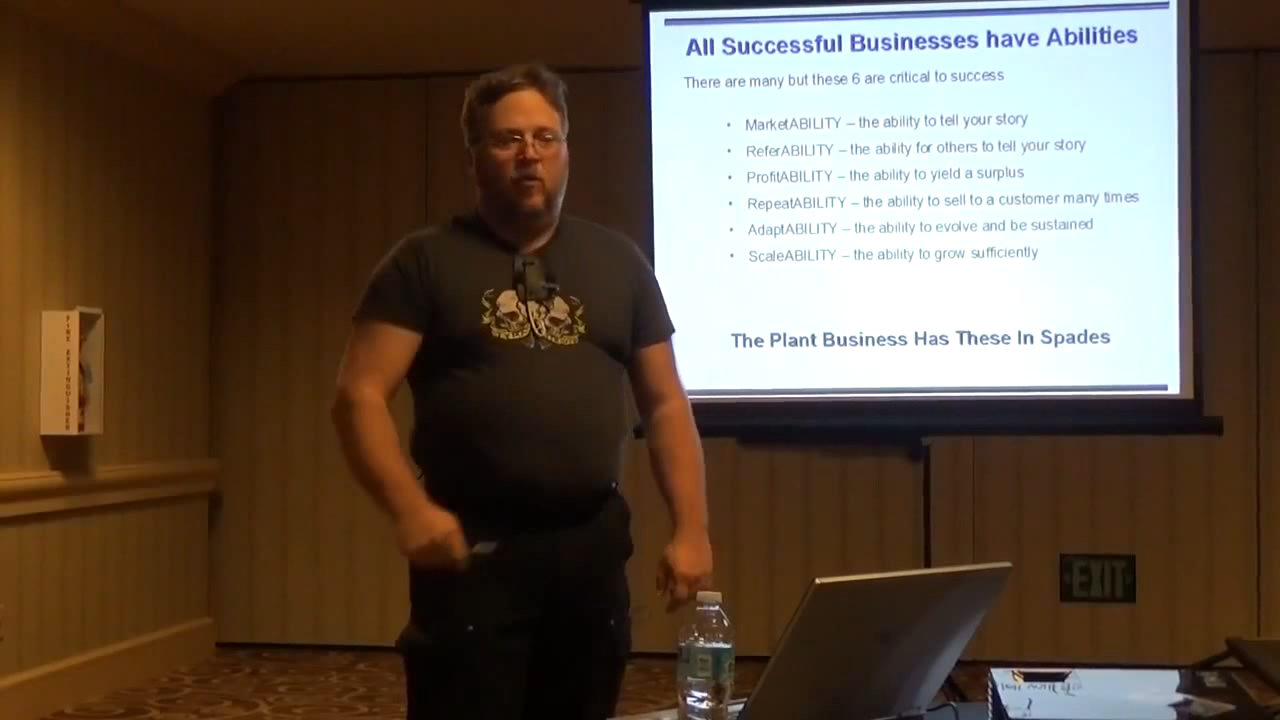 All Successful Businesses have Abilities
There are many but these 6 are critical to success
• MarketABILITY – the ability to tell your story
• ReferABILITY – the ability for others to tell your story
• ProfitABILITY – the ability to yield a surplus
• RepeatABILITY – the ability to sell to a customer many times
• AdaptABILITY – the ability to evolve and be sustained
• ScaleABILITY – the ability to grow sufficiently
The Plant Business Has These In Spades
FIRE EXTINGUISHER
EXIT